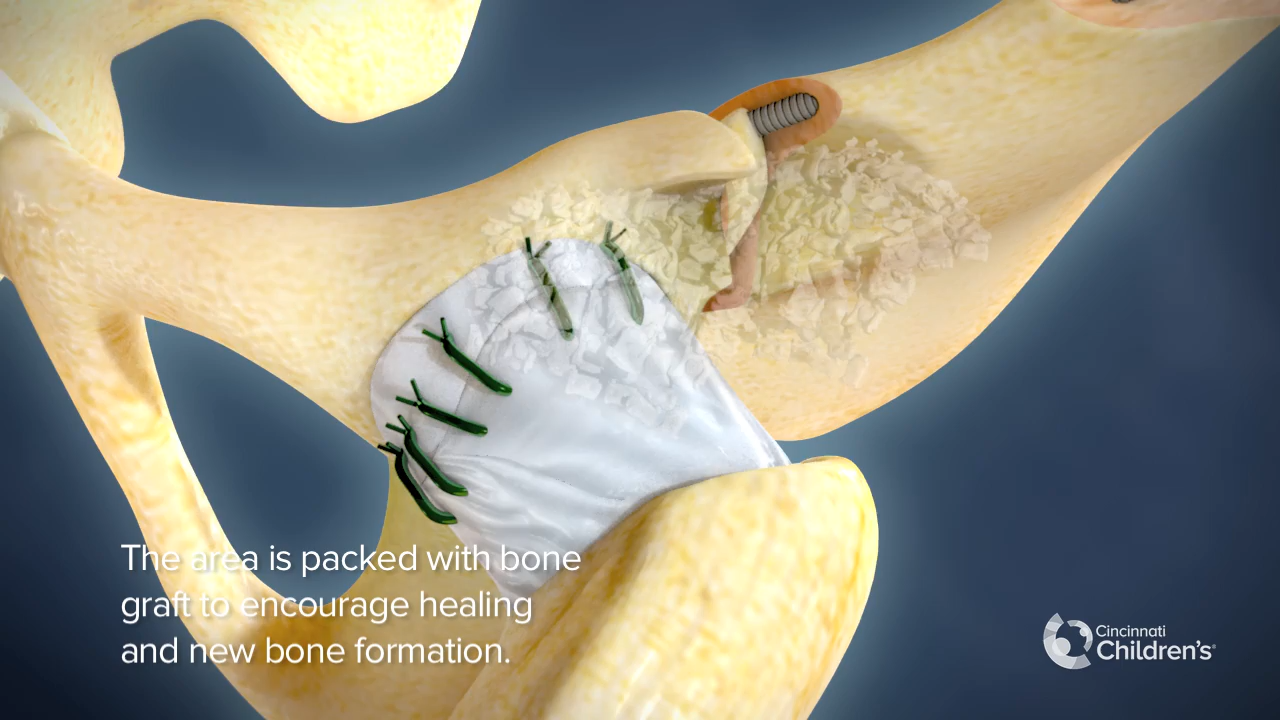 The area is packed with bone
graft to encourage healing
and new bone formation.
Cincinnati
Children's